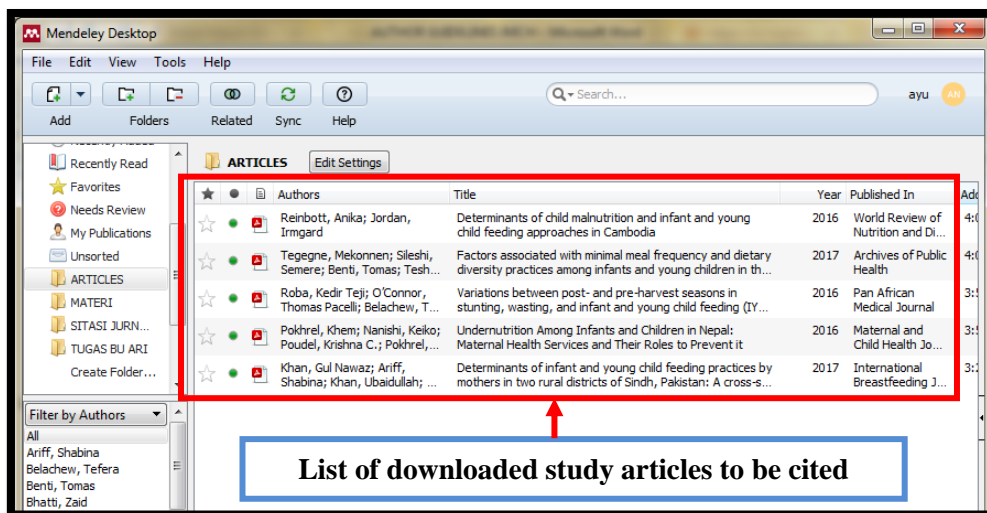 Mendeley Desktop
File Edit View Tools Help
Search...
ayu AN
Add Folders Related Sync Help
Recently Read
Favorites
Needs Review
My Publications
Unsorted
ARTICLES
MATERI
SITASI JURN...
TUGAS BU ARI
Create Folder...
Filter by Authors
All
Ariff, Shabina
Belachew, Tefera
Benti, Tomas
Bhatti, Zaid
ARTICLES Edit Settings
Authors Title Year Published In
Reinbott, Anika; Jordan, Determinants of child malnutrition and infant and young 2016 World Review of
Irmgard child feeding approaches in Cambodia Nutrition and Di...
Tegegne, Mekonnen; Sileshi, Factors associated with minimal meal frequency and dietary 2017 Archives of Public
Semere; Benti, Tomas; Tesh... diversity practices among infants and young children in th... Health
Roba, Kedir Teji; O'Connor, Variations between post- and pre-harvest seasons in 2016 Pan African
Thomas Pacelli; Belachew, T... stunting, wasting, and infant and young child feeding (IY... Medical Journal
Pokhrel, Khem; Nanishi, Keiko; Undernutrition Among Infants and Children in Nepal: 2016 Maternal and
Poudel, Krishna C.; Pokhrel,... Maternal Health Services and Their Roles to Prevent it Child Health Jo...
Khan, Gul Nawaz; Ariff, Determinants of infant and young child feeding practices by 2017 International
Shabina; Khan, Ubaidullah; ... mothers in two rural districts of Sindh, Pakistan: A cross-s... Breastfeeding J...
List of downloaded study articles to be cited